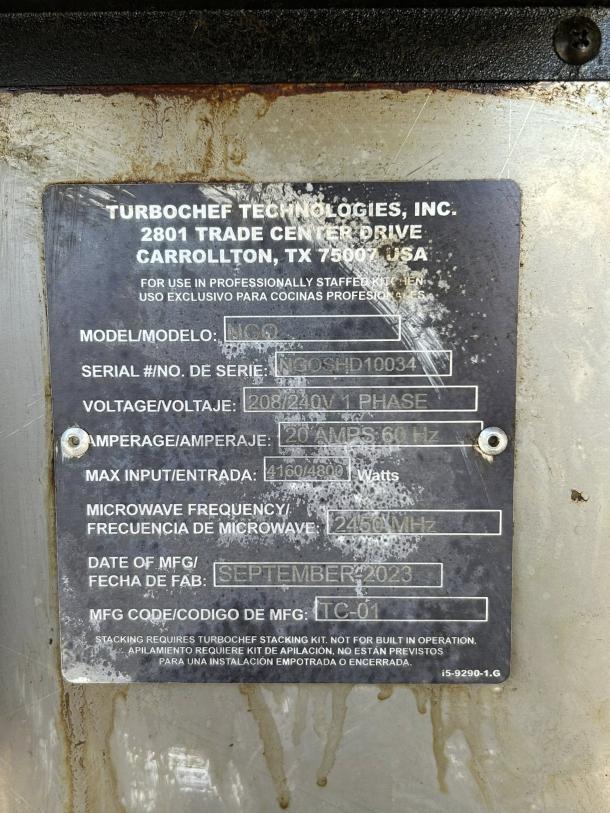 TURBOCHEF TECHNOLOGIES, INC.
2801 TRADE CENTER DRIVE
CARROLLTON, TX 75007 USA
FOR USE IN PROFESSIONALLY STAFFED KITCHEN
USO EXCLUSIVO PARA COCINAS PROFESIONALES
MODEL/MODELO: NGO
SERIAL #/NO. DE SERIE: NGOSHD10034
VOLTAGE/VOLTAJE: 208/240V 1 PHASE
AMPERAGE/AMPERAJE: 20 AMPS 60 Hz
MAX INPUT/ENTRADA: 4160/4800 Watts
MICROWAVE FREQUENCY/
FRECUENCIA DE MICROWAVE: 2450 MHz
DATE OF MFG/
FECHA DE FAB: SEPTEMBER 2023
MFG CODE/CODIGO DE MFG: TC-01
STACKING REQUIRES TURBOCHEF STACKING KIT. NOT FOR BUILT IN OPERATION.
APILAMIENTO REQUIERE KIT DE APILACIÓN, NO ESTÁN PREVISTOS
PARA UNA INSTALACIÓN EMPOTRADA O ENCERRADA.
i5-9290-1.G